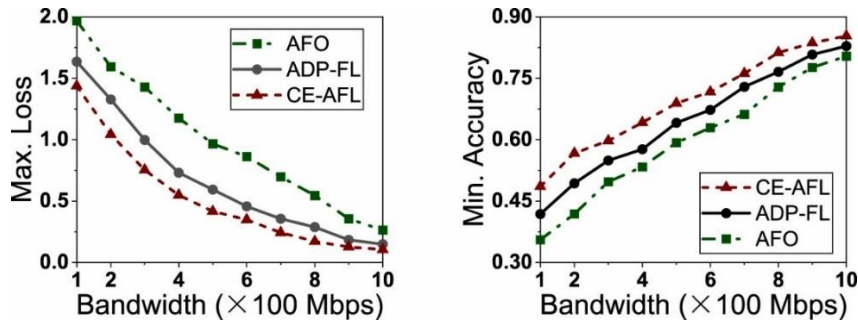 Max. Loss
2.0
1.5
1.0
0.5
0.0
AFO
ADP-FL
CE-AFL
1 2 4 6 8 10
Bandwidth (×100 Mbps)
Min. Accuracy
0.90
0.75
0.60
0.45
0.30
CE-AFL
ADP-FL
AFO
1 2 4 6 8 10
Bandwidth (×100 Mbps)